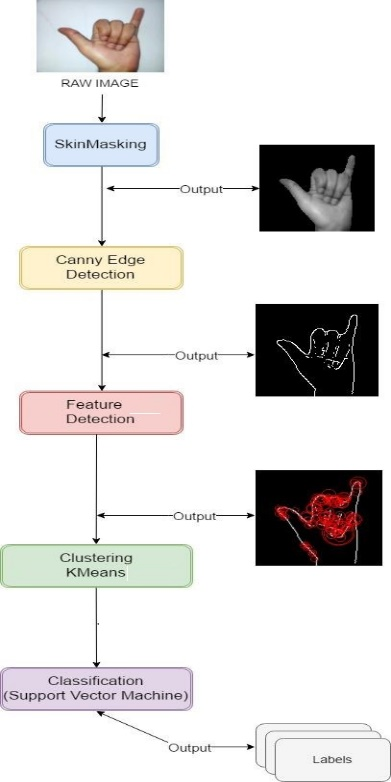 RAW IMAGE
SkinMasking
Output
Canny Edge
Detection
Output
Feature
Detection
Output
Clustering
KMeans
Classification
(Support Vector Machine)
Output
Labels